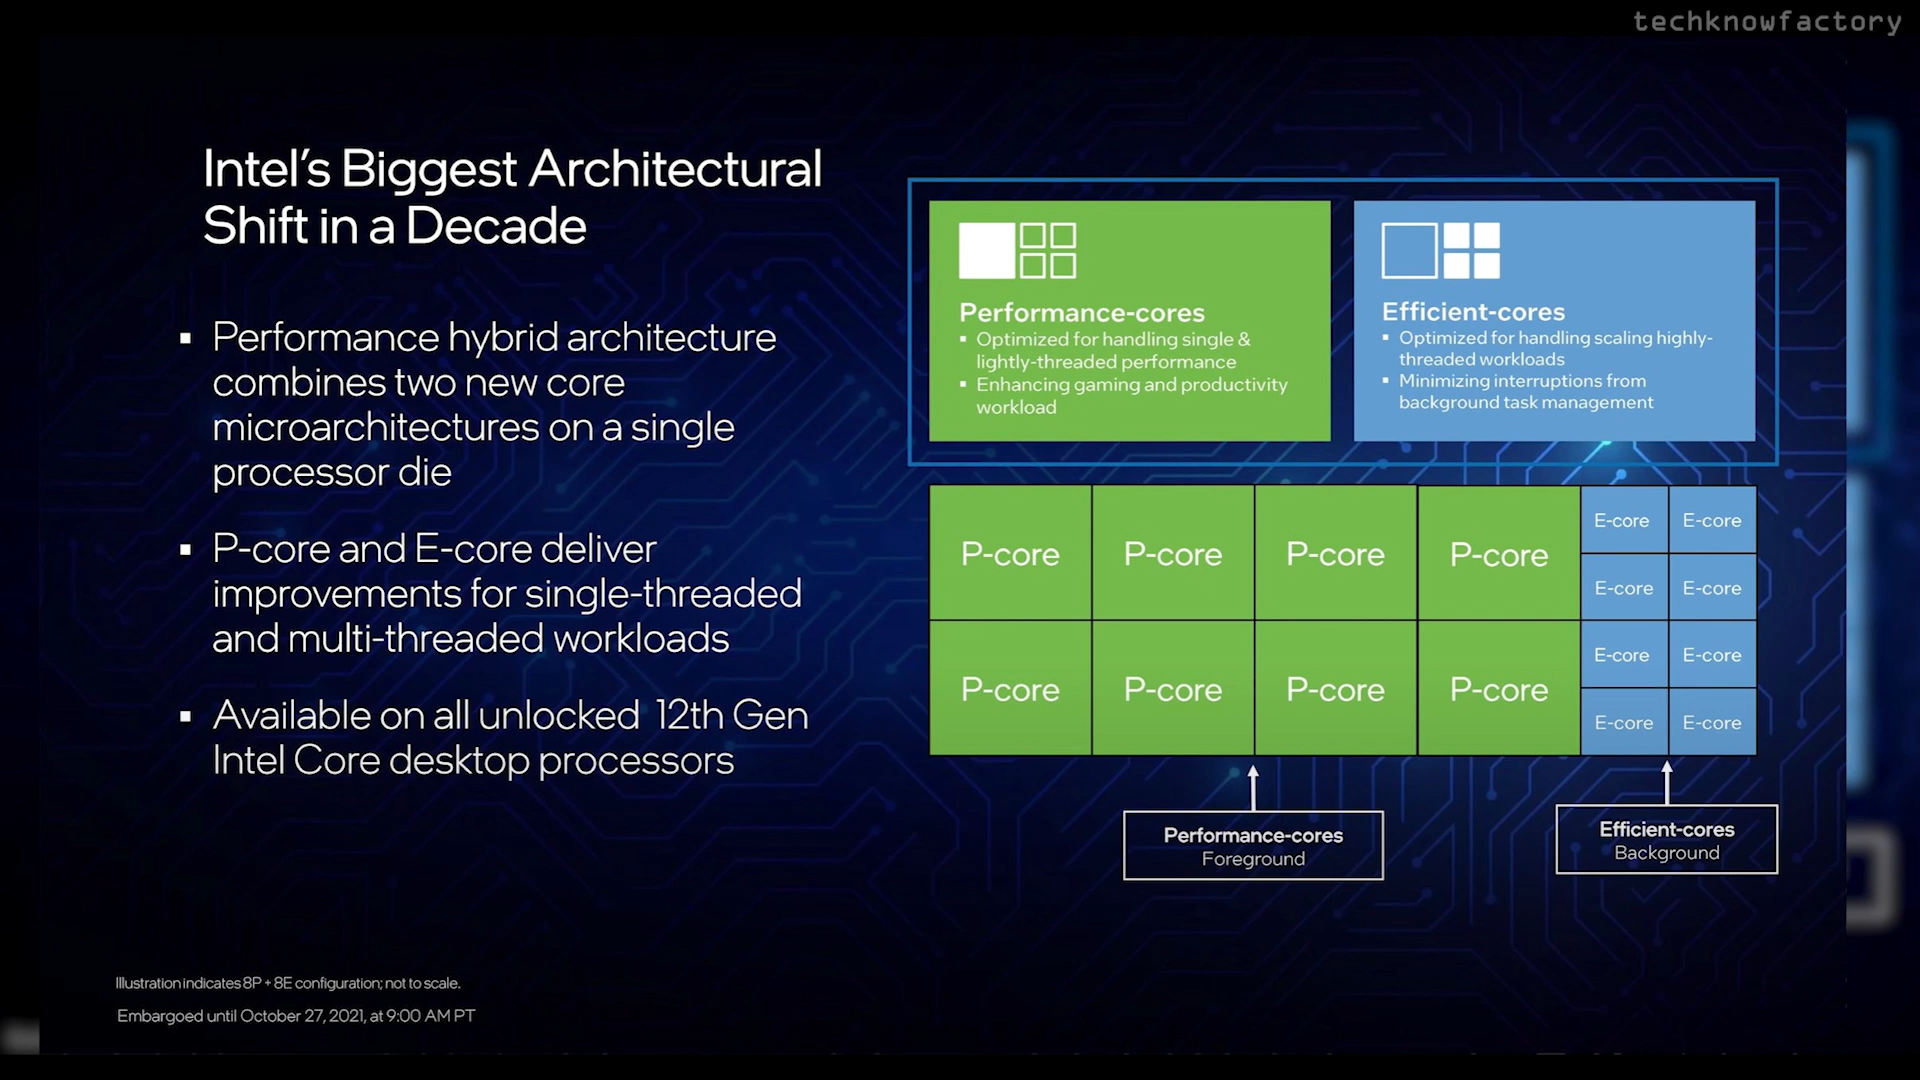 techknowfactory
Intel's Biggest Architectural
Shift in a Decade
▪ Performance hybrid architecture
combines two new core
microarchitectures on a single
processor die
▪ P-core and E-core deliver
improvements for single-threaded
and multi-threaded workloads
▪ Available on all unlocked 12th Gen
Intel Core desktop processors
Performance-cores
▪ Optimized for handling single &
lightly-threaded performance
▪ Enhancing gaming and productivity
workload
Efficient-cores
▪ Optimized for handling scaling highly-
threaded workloads
▪ Minimizing interruptions from
background task management
P-core P-core P-core P-core
E-core E-core
E-core E-core
P-core P-core P-core P-core
E-core E-core
E-core E-core
Performance-cores
Foreground
Efficient-cores
Background
Illustration indicates 8P + 8E configuration; not to scale.
Embargoed until October 27, 2021, at 9:00 AM PT